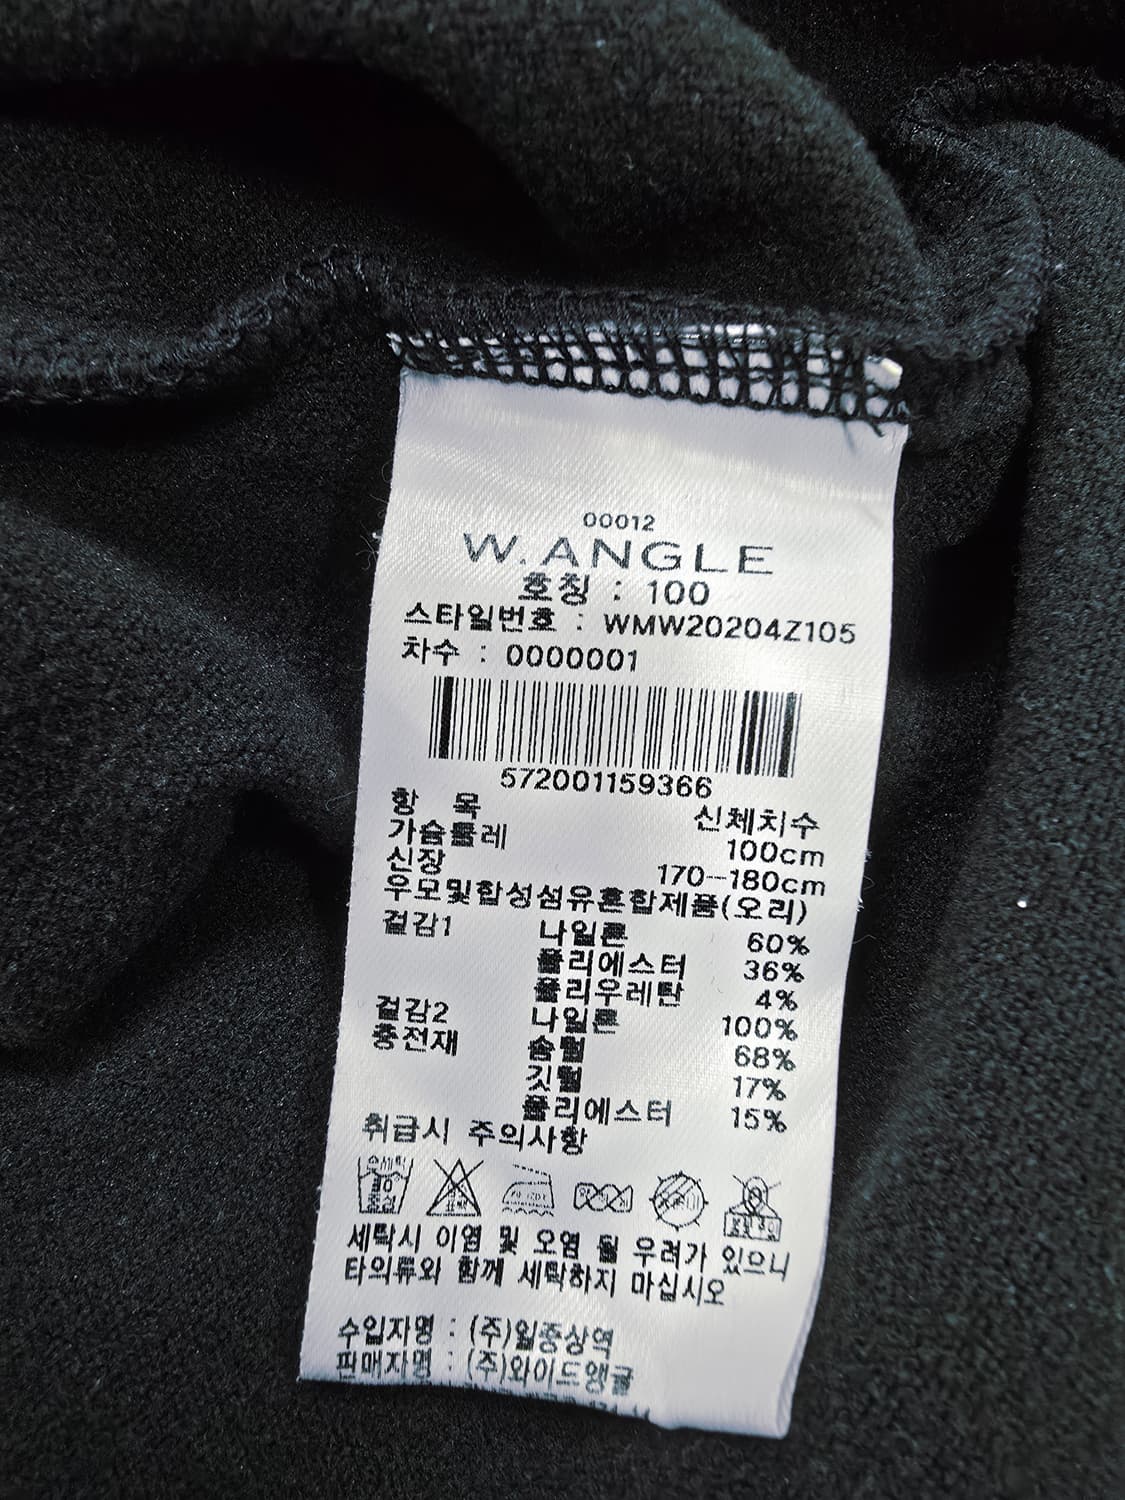 00012
W.ANGLE
호칭 : 100
스타일번호 : WMW20204Z105
차수 : 0000001
572001159366
항 목 신체치수
가슴둘레 100cm
신장 170--180cm
우모및합성섬유혼합제품(오리)
겉감1 나일론 60%
폴리에스터 36%
폴리우레탄 4%
겉감2 나일론 100%
충전재 솜털 68%
깃털 17%
폴리에스터 15%
취급시 주의사항
세탁시 이염 및 오염 될 우려가 있으니
타의류와 함께 세탁하지 마십시오
수입자명 : (주)일중상역
판매자명 : (주)와이드앵글